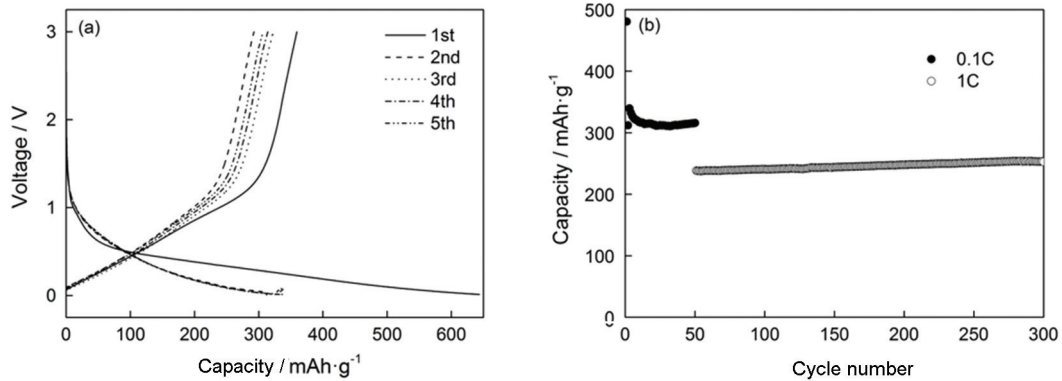 (a)
1st
2nd
3rd
4th
5th
3
2
1
0
Voltage / V
0 100 200 300 400 500 600
Capacity / mAh·g⁻¹
(b)
0.1C
1C
500
400
300
200
100
0
Capacity / mAh·g⁻¹
0 50 100 150 200 250 300
Cycle number